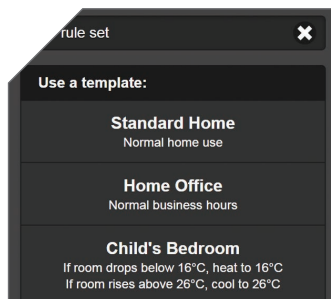 rule set
Use a template:
Standard Home
Normal home use
Home Office
Normal business hours
Child's Bedroom
If room drops below 16°C, heat to 16°C
If room rises above 26°C, cool to 26°C